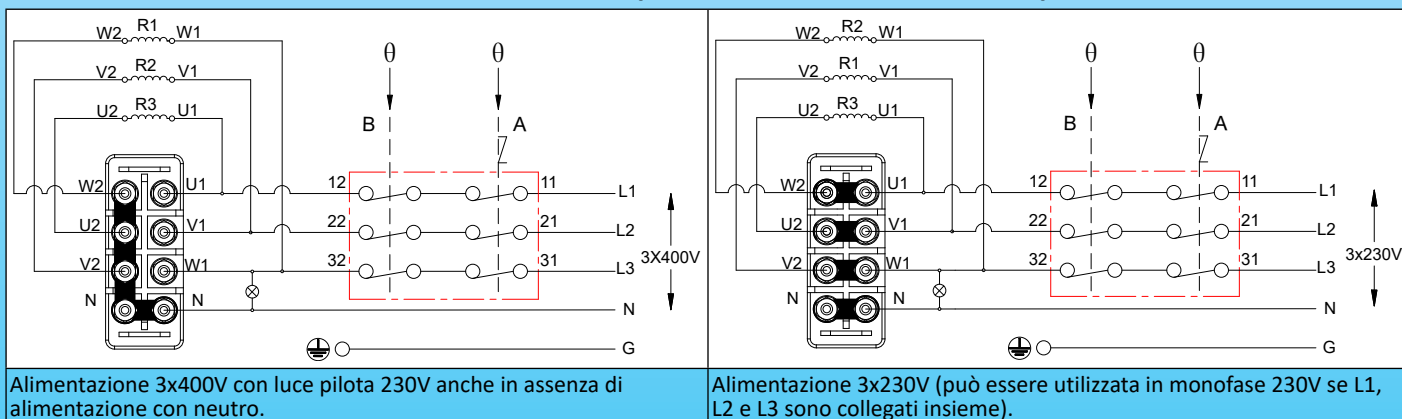 W2 R1 W1
V2 R2 V1
U2 R3 U1
θ θ
B A
W2 U1 12 11 L1
U2 V1 22 21 L2
V2 W1 32 31 L3
3X400V
N N N
G
Alimentazione 3x400V con luce pilota 230V anche in assenza di
alimentazione con neutro.
W2 R2 W1
V2 R1 V1
U2 R3 U1
θ θ
B A
W2 U1 12 11 L1
U2 V1 22 21 L2
V2 W1 32 31 L3
3x230V
N N N
G
Alimentazione 3x230V (può essere utilizzata in monofase 230V se L1,
L2 e L3 sono collegati insieme).